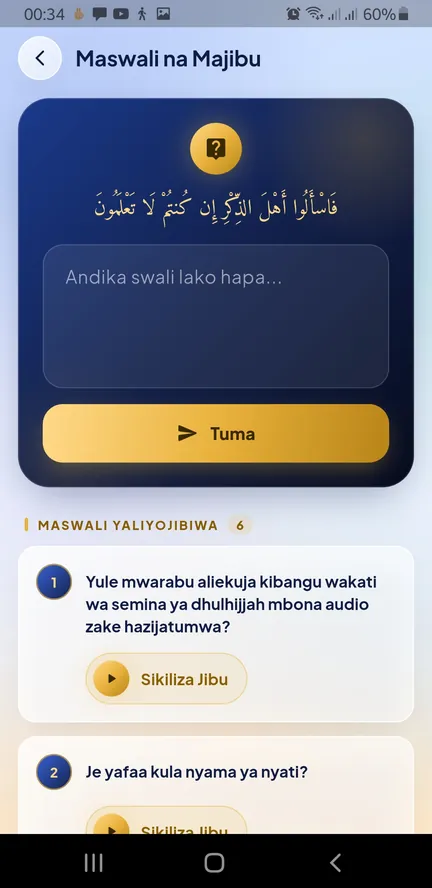 00:34
60%
Maswali na Majibu
فَاسْأَلُوا أَهْلَ الذِّكْرِ إِن كُنتُمْ لَا تَعْلَمُونَ
Andika swali lako hapa...
Tuma
MASWALI YALIYOJIBIWA 6
1
Yule mwarabu aliekuja kibangu wakati
wa semina ya dhulhijjah mbona audio
zake hazijatumwa?
Sikiliza Jibu
2
Je yafaa kula nyama ya nyati?
Sikiliza Jibu